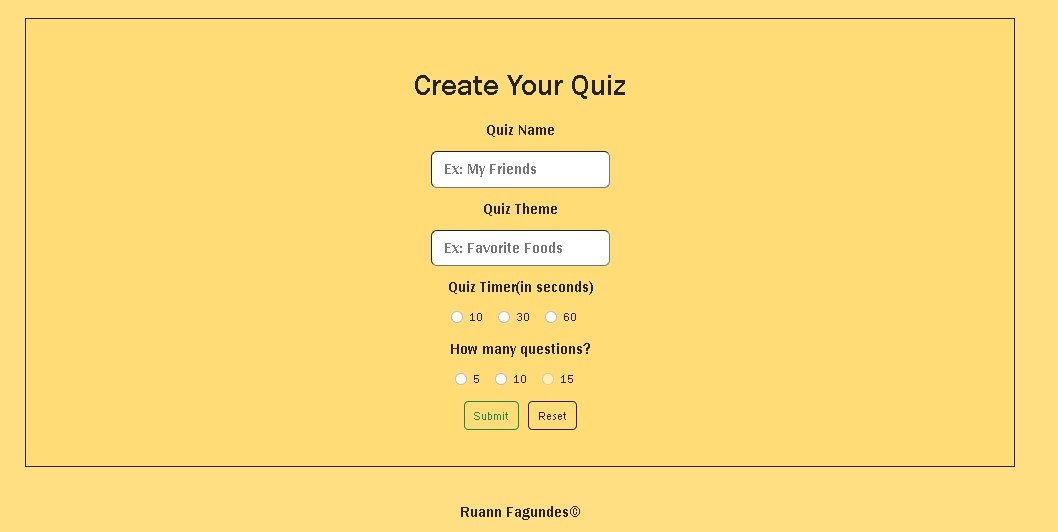 Create Your Quiz
Quiz Name
Ex: My Friends
Quiz Theme
Ex: Favorite Foods
Quiz Timer(in seconds)
10 30 60
How many questions?
5 10 15
Submit Reset
Ruann Fagundes©